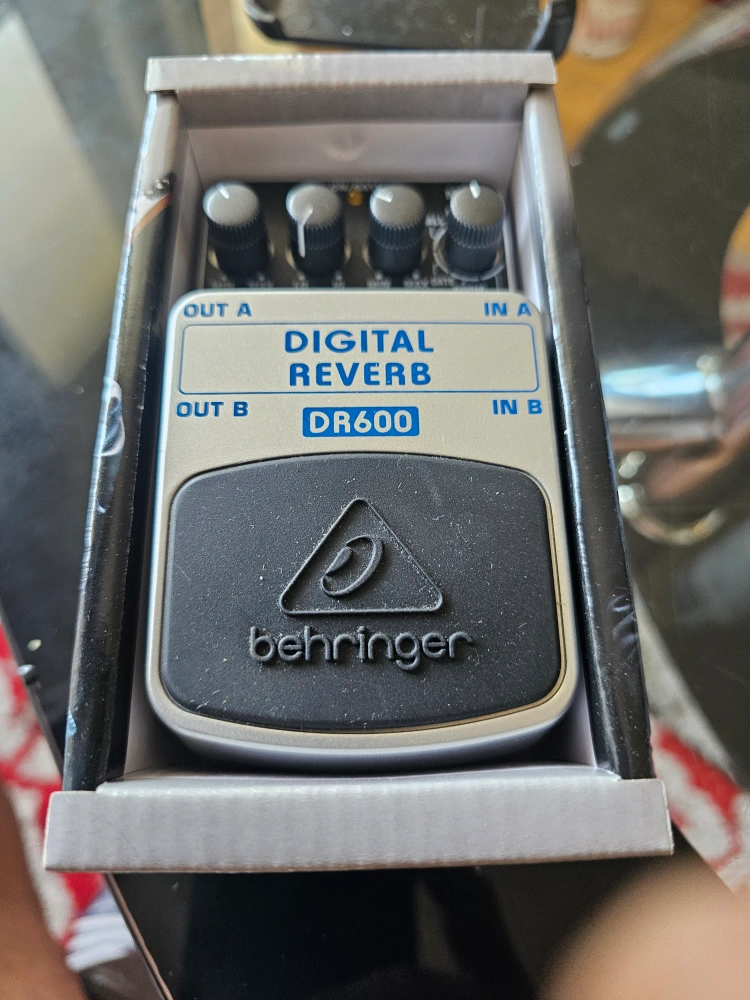 OUT A
IN A
DIGITAL
REVERB
OUT B
IN B
DR600
behringer